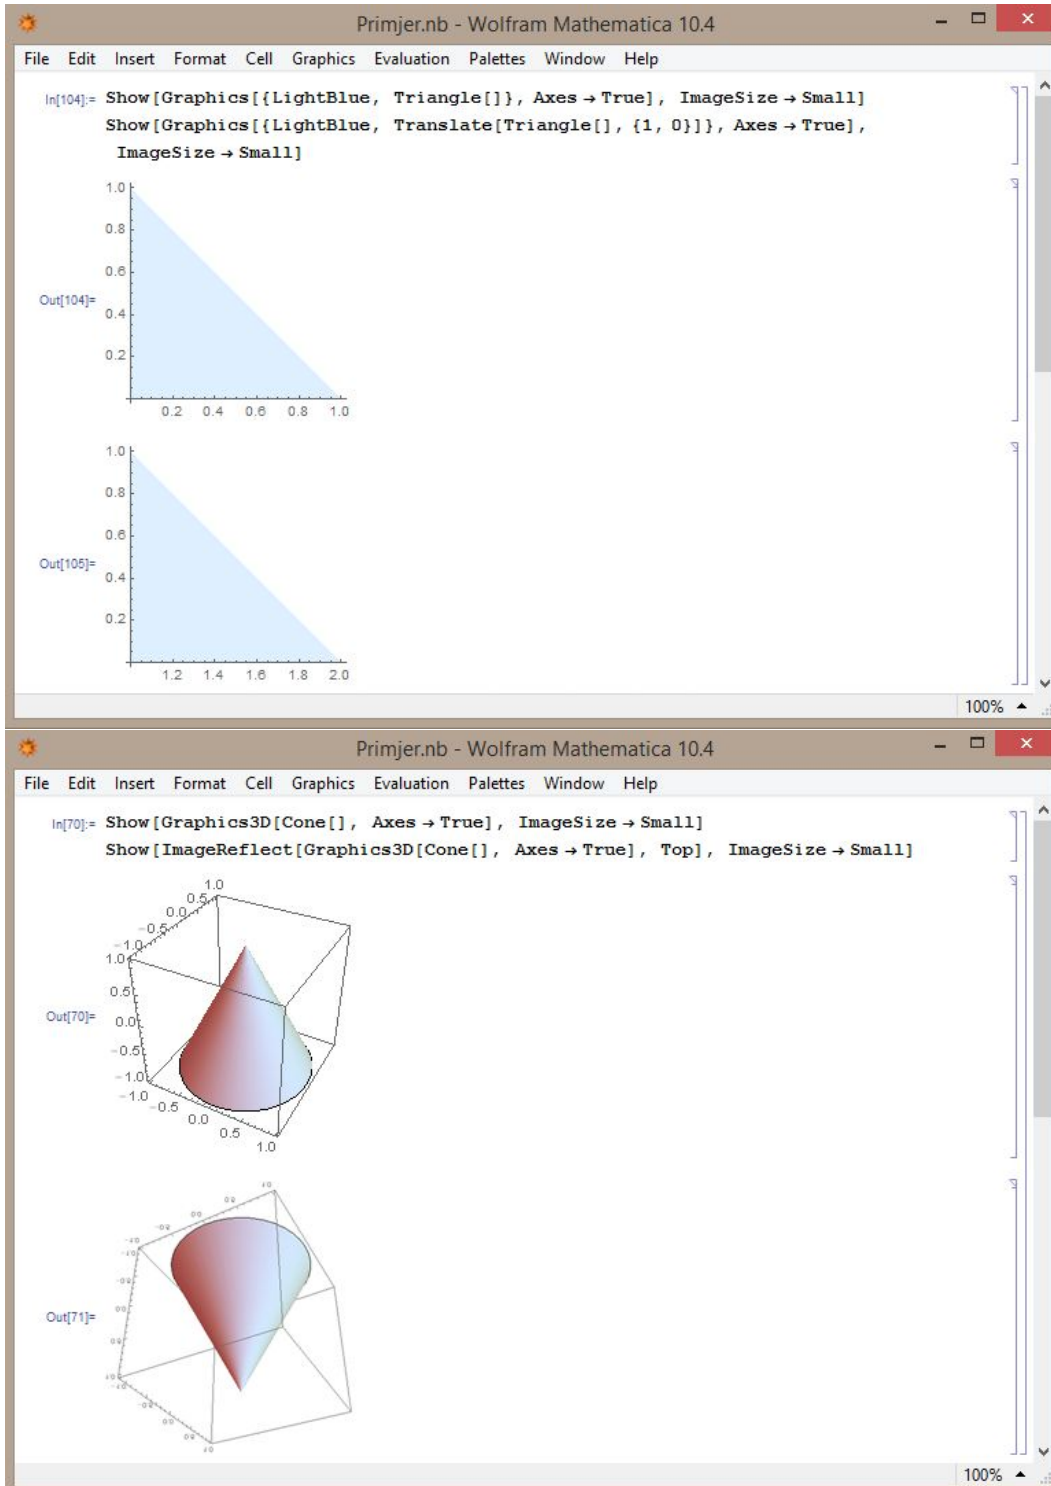 Primjer.nb - Wolfram Mathematica 10.4
File Edit Insert Format Cell Graphics Evaluation Palettes Window Help
In[104]:= Show[Graphics[{LightBlue, Triangle[]}, Axes → True], ImageSize → Small]
Show[Graphics[{LightBlue, Translate[Triangle[], {1, 0}]}, Axes → True],
ImageSize → Small]
1.0
0.8
0.6
Out[104]=
0.4
0.2
0.2 0.4 0.6 0.8 1.0
1.0
0.8
0.6
Out[105]=
0.4
0.2
1.2 1.4 1.6 1.8 2.0
100%
Primjer.nb - Wolfram Mathematica 10.4
File Edit Insert Format Cell Graphics Evaluation Palettes Window Help
In[70]:= Show[Graphics3D[Cone[], Axes → True], ImageSize → Small]
Show[ImageReflect[Graphics3D[Cone[], Axes → True], Top], ImageSize → Small]
1.0
0.5
0.0
-0.5
-1.0
1.0
0.5
Out[70]= 0.0
-0.5
-1.0
-1.0
-0.5
0.0
0.5
1.0
Out[71]=
100%